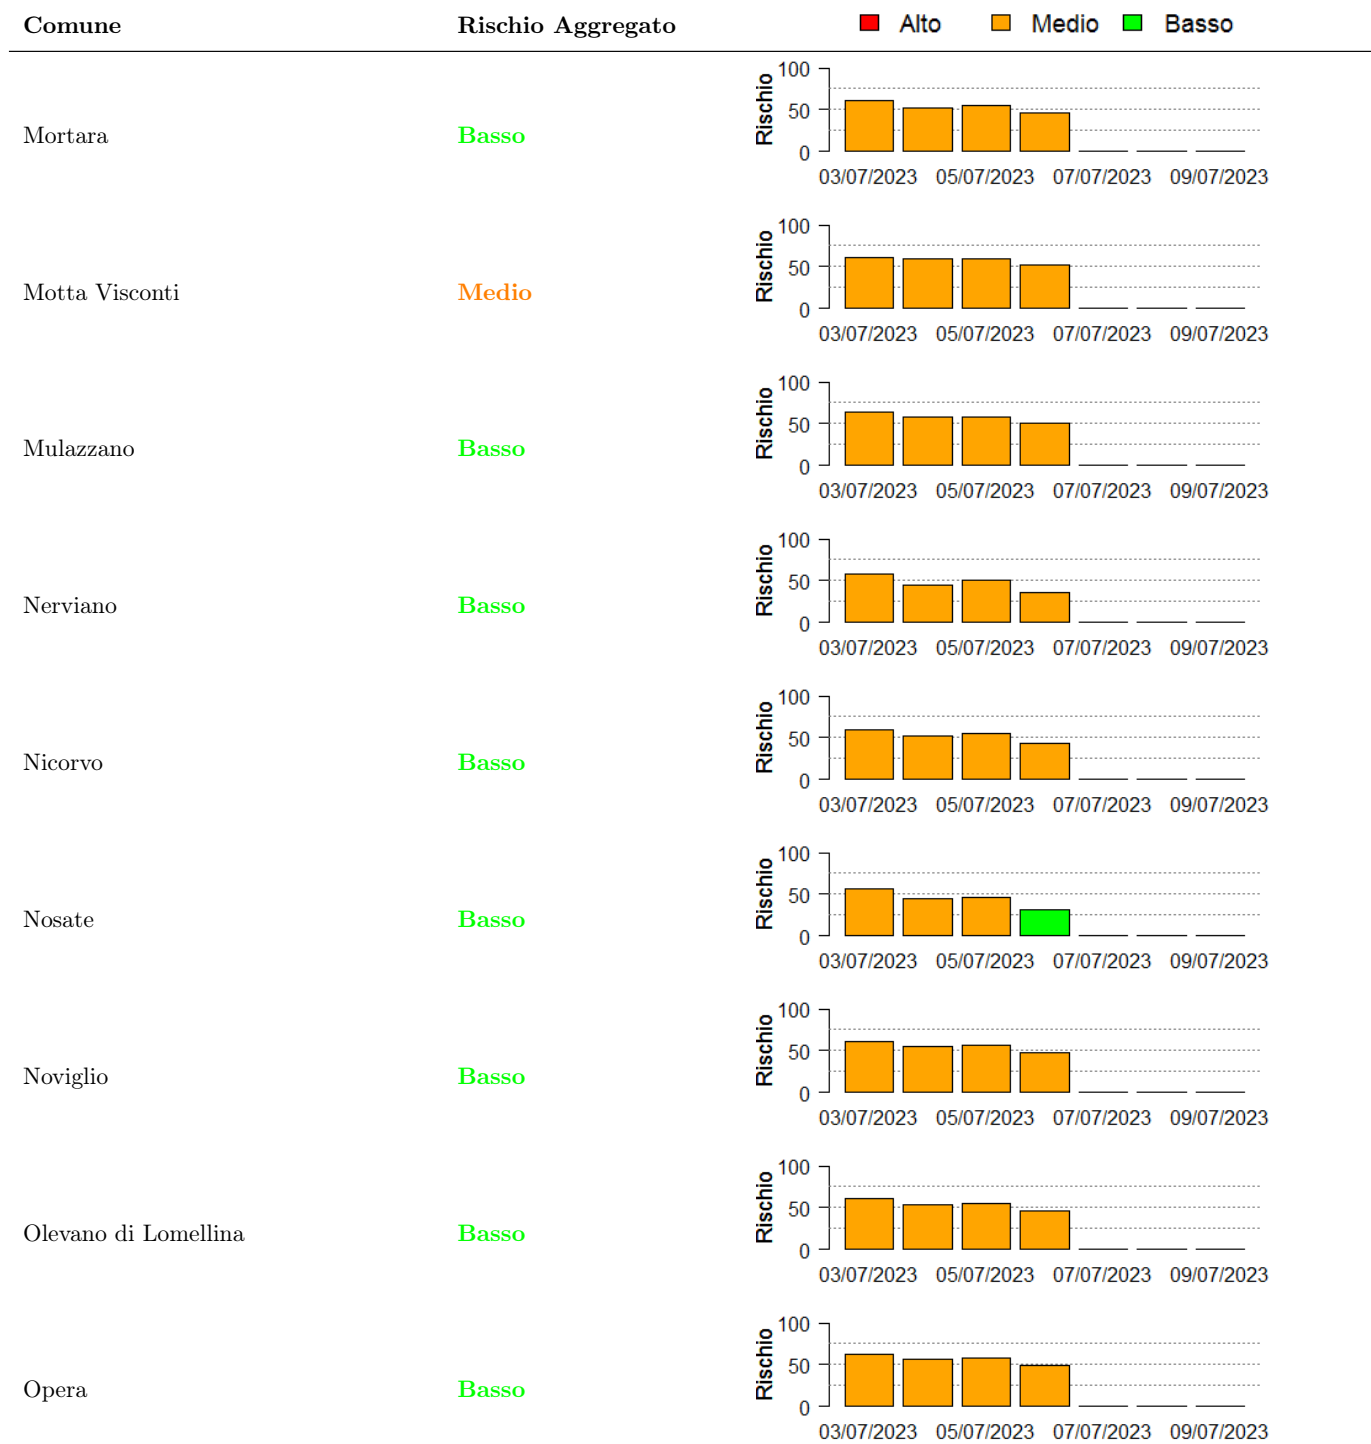 Comune Rischio Aggregato Alto Medio Basso
100
50
0
Rischio
Mortara Basso
03/07/2023 05/07/2023 07/07/2023 09/07/2023
100
50
0
Rischio
Motta Visconti Medio
03/07/2023 05/07/2023 07/07/2023 09/07/2023
100
50
0
Rischio
Mulazzano Basso
03/07/2023 05/07/2023 07/07/2023 09/07/2023
100
50
0
Rischio
Nerviano Basso
03/07/2023 05/07/2023 07/07/2023 09/07/2023
100
50
0
Rischio
Nicorvo Basso
03/07/2023 05/07/2023 07/07/2023 09/07/2023
100
50
0
Rischio
Nosate Basso
03/07/2023 05/07/2023 07/07/2023 09/07/2023
100
50
0
Rischio
Noviglio Basso
03/07/2023 05/07/2023 07/07/2023 09/07/2023
100
50
0
Rischio
Olevano di Lomellina Basso
03/07/2023 05/07/2023 07/07/2023 09/07/2023
100
50
0
Rischio
Opera Basso
03/07/2023 05/07/2023 07/07/2023 09/07/2023